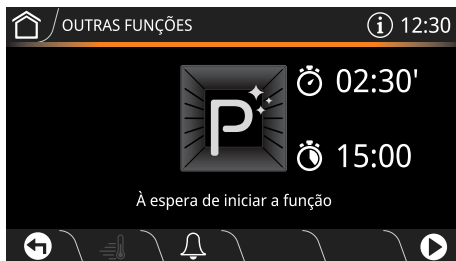 OUTRAS FUNÇÕES
12:30
P
02:30'
15:00
À espera de iniciar a função